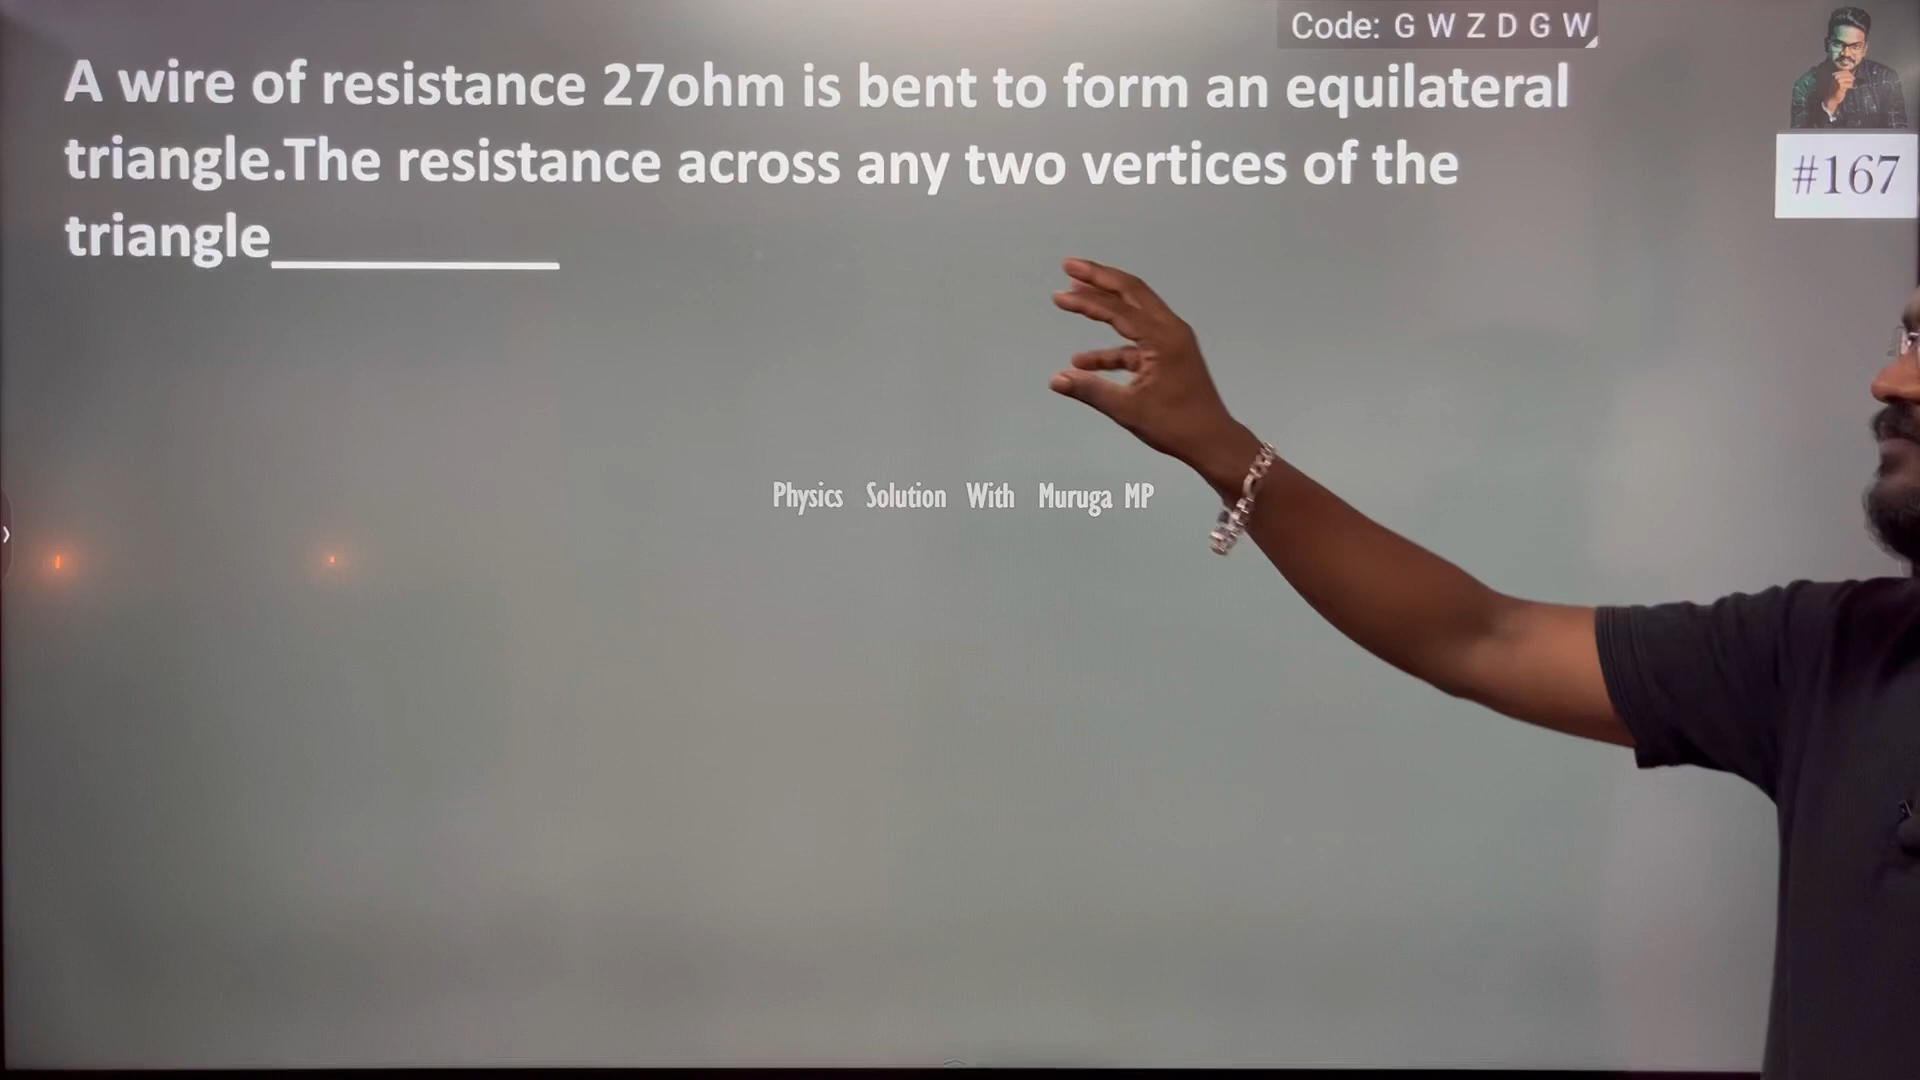 Code: G W Z D G W
A wire of resistance 27ohm is bent to form an equilateral
triangle.The resistance across any two vertices of the
triangle__________
#167
Physics Solution With Muruga MP